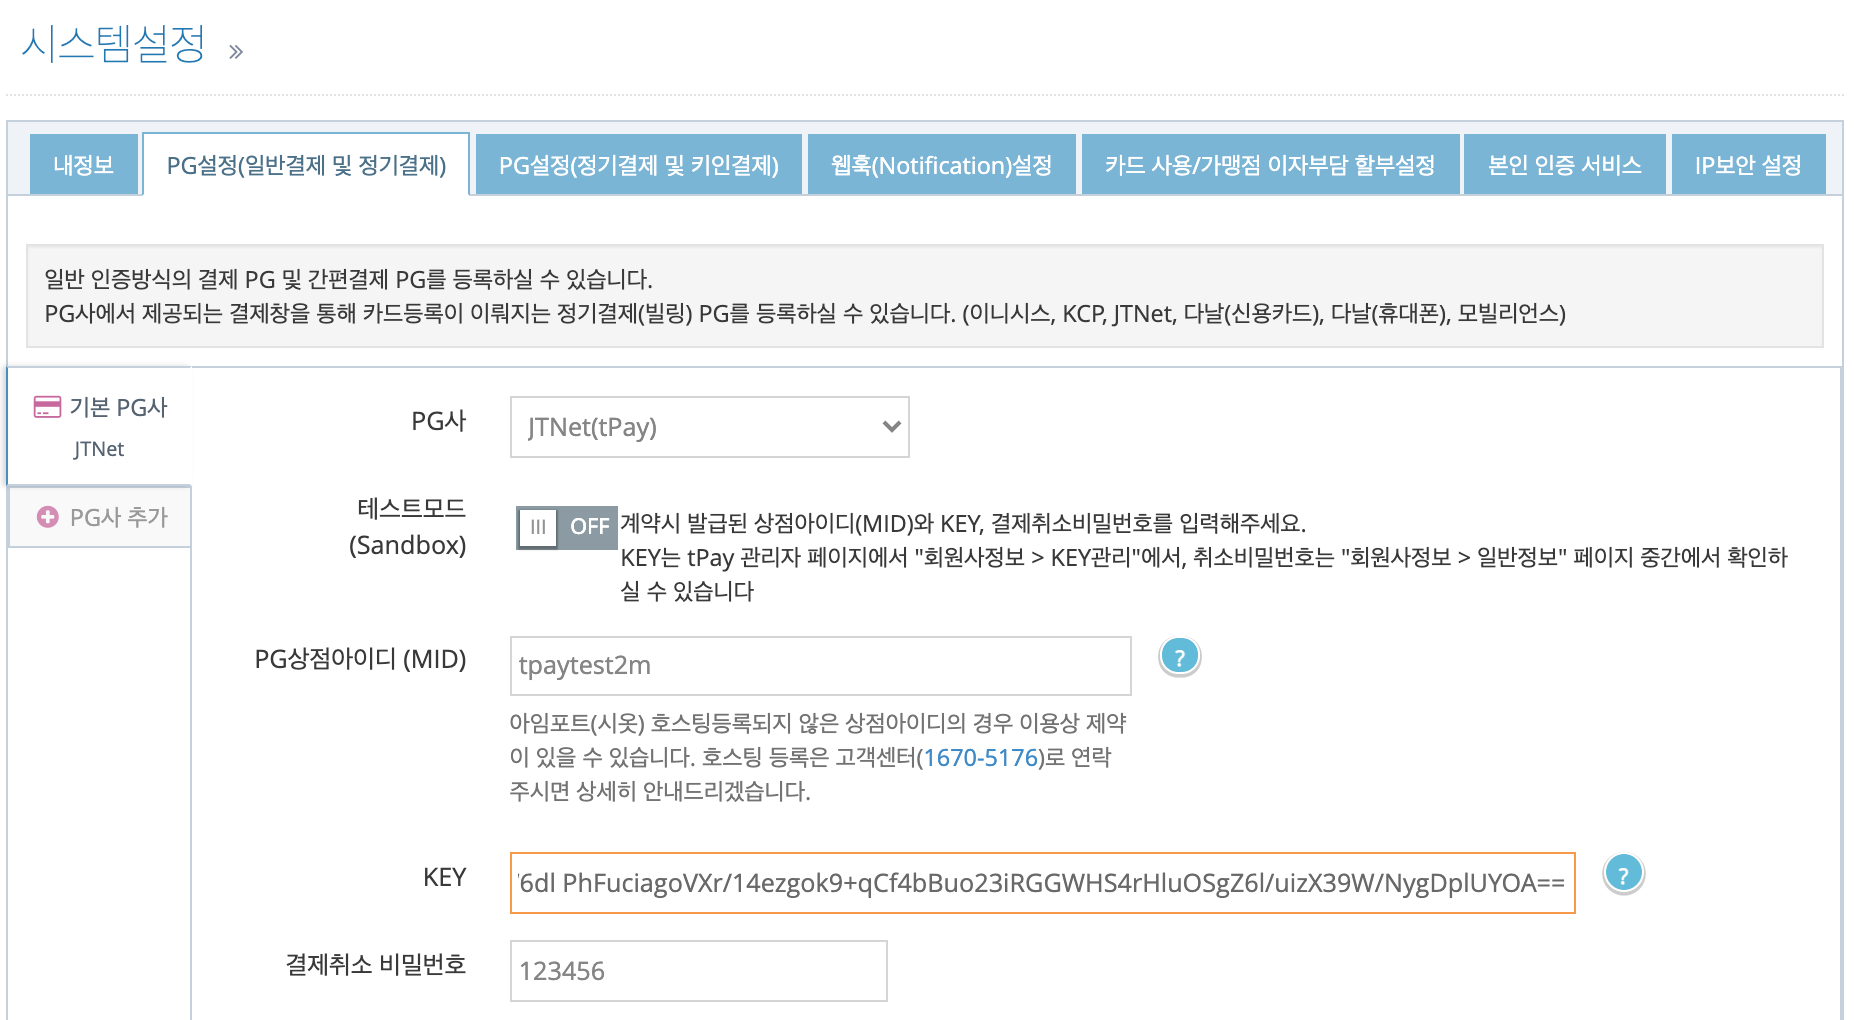 시스템설정 »
내정보
PG설정(일반결제 및 정기결제)
PG설정(정기결제 및 키인결제)
웹훅(Notification)설정
카드 사용/가맹점 이자부담 할부설정
본인 인증 서비스
IP보안 설정
일반 인증방식의 결제 PG 및 간편결제 PG를 등록하실 수 있습니다.
PG사에서 제공되는 결제창을 통해 카드등록이 이뤄지는 정기결제(빌링) PG를 등록하실 수 있습니다. (이니시스, KCP, JTNet, 다날(신용카드), 다날(휴대폰), 모빌리언스)
기본 PG사
JTNet
PG사 추가
PG사
JTNet(tPay)
테스트모드
(Sandbox)
OFF
계약시 발급된 상점아이디(MID)와 KEY, 결제취소비밀번호를 입력해주세요.
KEY는 tPay 관리자 페이지에서 "회원사정보 > KEY관리"에서, 취소비밀번호는 "회원사정보 > 일반정보" 페이지 중간에서 확인하
실 수 있습니다
PG상점아이디 (MID)
tpaytest2m
?
아임포트(시옷) 호스팅등록되지 않은 상점아이디의 경우 이용상 제약
이 있을 수 있습니다. 호스팅 등록은 고객센터(1670-5176)로 연락
주시면 상세히 안내드리겠습니다.
KEY
6dl PhFuciagoVXr/14ezgok9+qCf4bBuo23iRGGWHS4rHluOSgZ6l/uizX39W/NygDplUYOA==
?
결제취소 비밀번호
123456